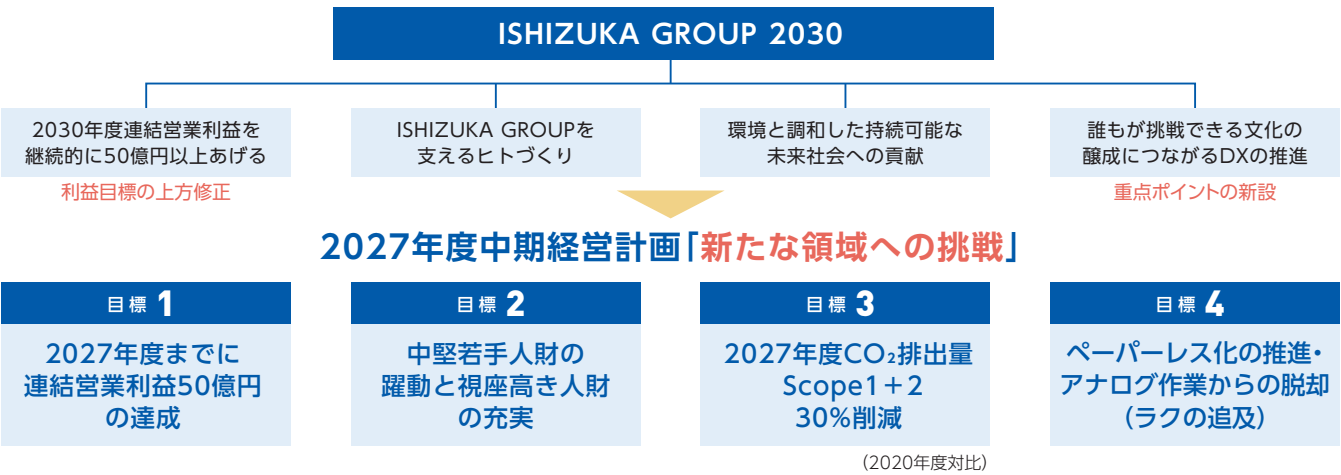 ISHIZUKA GROUP 2030
2030年度連結営業利益を
継続的に50億円以上あげる
利益目標の上方修正
ISHIZUKA GROUPを
支えるヒトづくり
環境と調和した持続可能な
未来社会への貢献
誰もが挑戦できる文化の
醸成につながるDXの推進
重点ポイントの新設
2027年度中期経営計画「新たな領域への挑戦」
目標 1
2027年度までに
連結営業利益50億円
の達成
目標 2
中堅若手人財の
躍動と視座高き人財
の充実
目標 3
2027年度CO₂排出量
Scope1＋2
30%削減
(2020年度対比)
目標 4
ペーパーレス化の推進・
アナログ作業からの脱却
（ラクの追及）